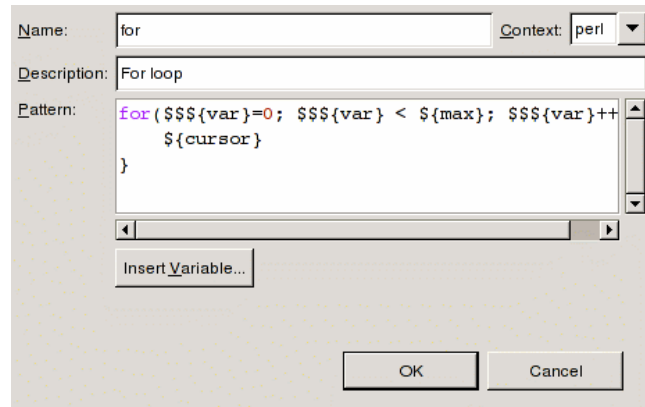 Name: for Context: perl
Description: For loop
Pattern: for($$${var}=0; $$${var} < ${max}; $$${var}++
${cursor}
}
Insert Variable...
OK Cancel